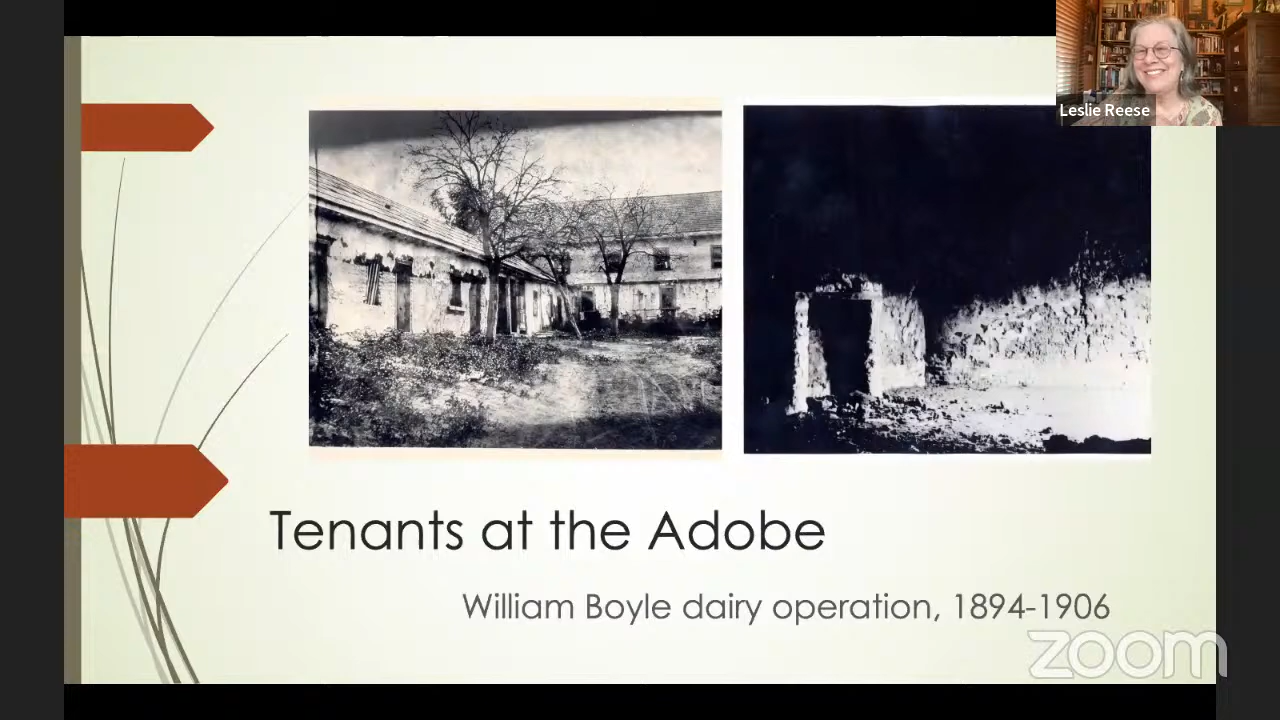 Leslie Reese
Tenants at the Adobe
William Boyle dairy operation, 1894-1906
zoom